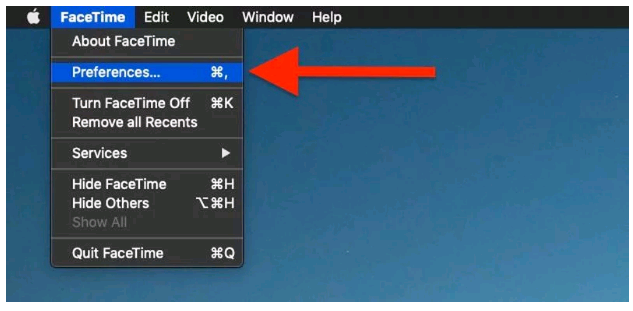 FaceTime Edit Video Window Help
About FaceTime
Preferences... ⌘,
Turn FaceTime Off ⌘K
Remove all Recents
Services ▶
Hide FaceTime ⌘H
Hide Others ⌥⌘H
Show All
Quit FaceTime ⌘Q